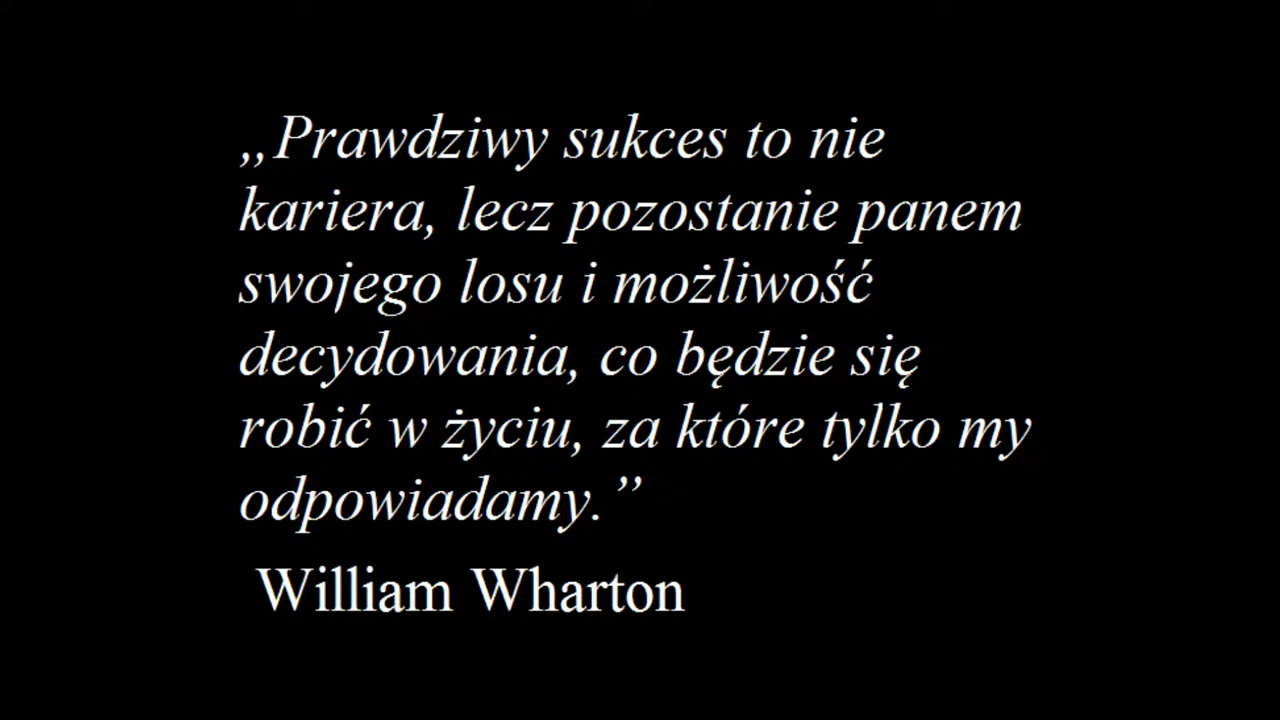 „Prawdziwy sukces to nie
kariera, lecz pozostanie panem
swojego losu i możliwość
decydowania, co będzie się
robić w życiu, za które tylko my
odpowiadamy.”
William Wharton